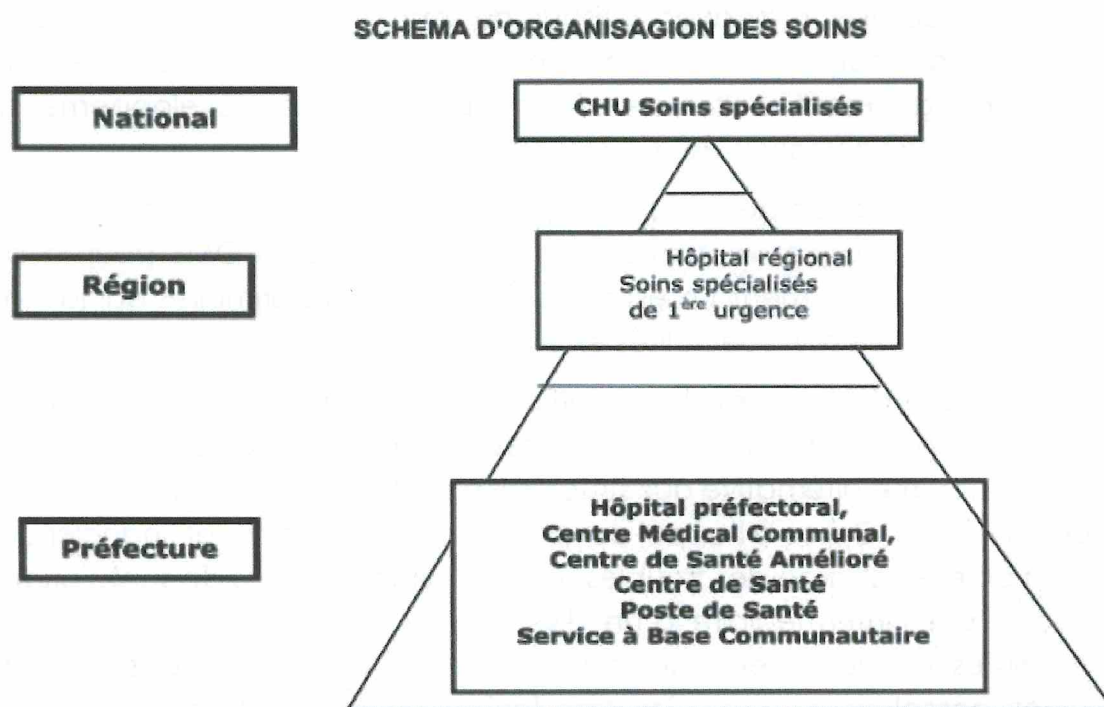 SCHEMA D'ORGANISAGION DES SOINS
National
CHU Soins spécialisés
Région
Hôpital régional
Soins spécialisés
de 1ère urgence
Préfecture
Hôpital préfectoral,
Centre Médical Communal,
Centre de Santé Amélioré
Centre de Santé
Poste de Santé
Service à Base Communautaire